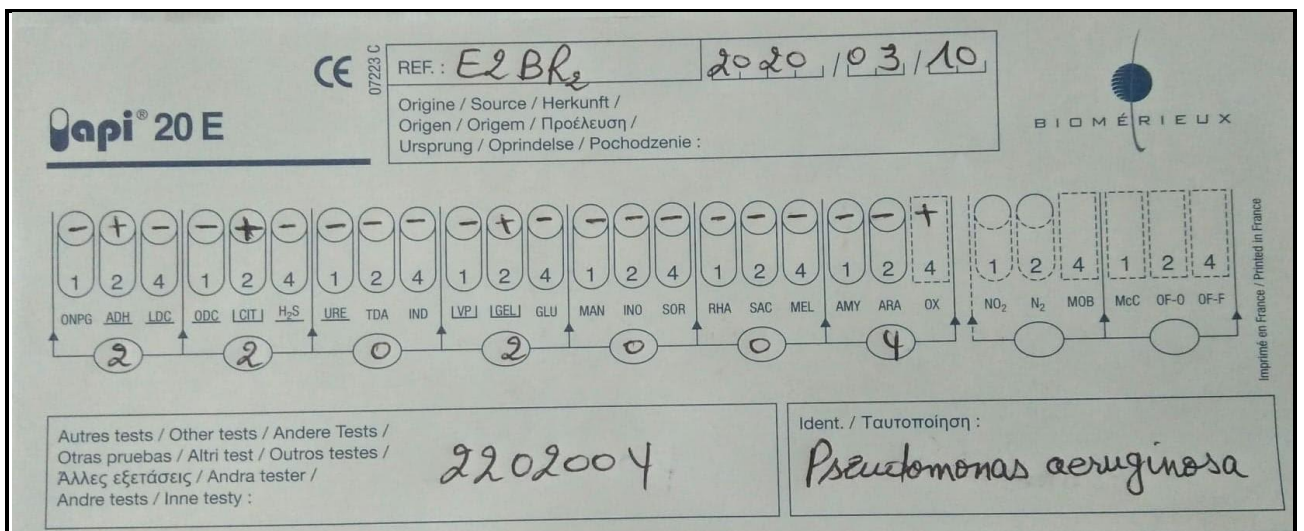 CE
07223 C
REF. : E2 BR2
2020 / 03 / 10
Origine / Source / Herkunft /
Origen / Origem / Προέλευση /
Ursprung / Oprindelse / Pochodzenie :
api® 20 E
BIOMÉRIEUX
- + - - + - - - - - + - - - - - - - - - +
1 2 4 1 2 4 1 2 4 1 2 4 1 2 4 1 2 4 1 2 4 1 2 4 1 2 4
ONPG ADH LDC ODC CIT H2S URE TDA IND VP GEL GLU MAN INO SOR RHA SAC MEL AMY ARA OX NO2 N2 MOB McC OF-O OF-F
2 2 0 2 0 0 4
Imprimé en France / Printed in France
Autres tests / Other tests / Andere Tests /
Otras pruebas / Altri test / Outros testes /
Άλλες εξετάσεις / Andra tester /
Andre tests / Inne testy :
2202004
Ident. / Ταυτοποίηση :
Pseudomonas aeruginosa